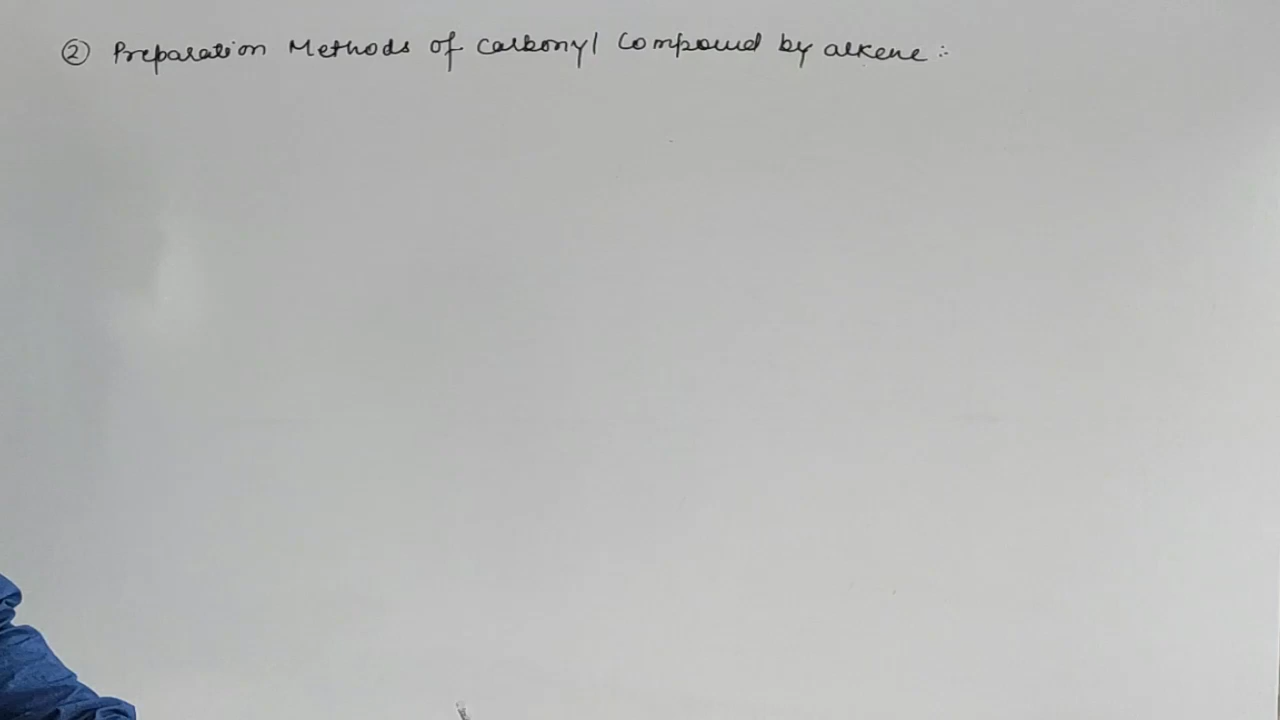 ② Preparation Methods of carbonyl compound by alkene :-